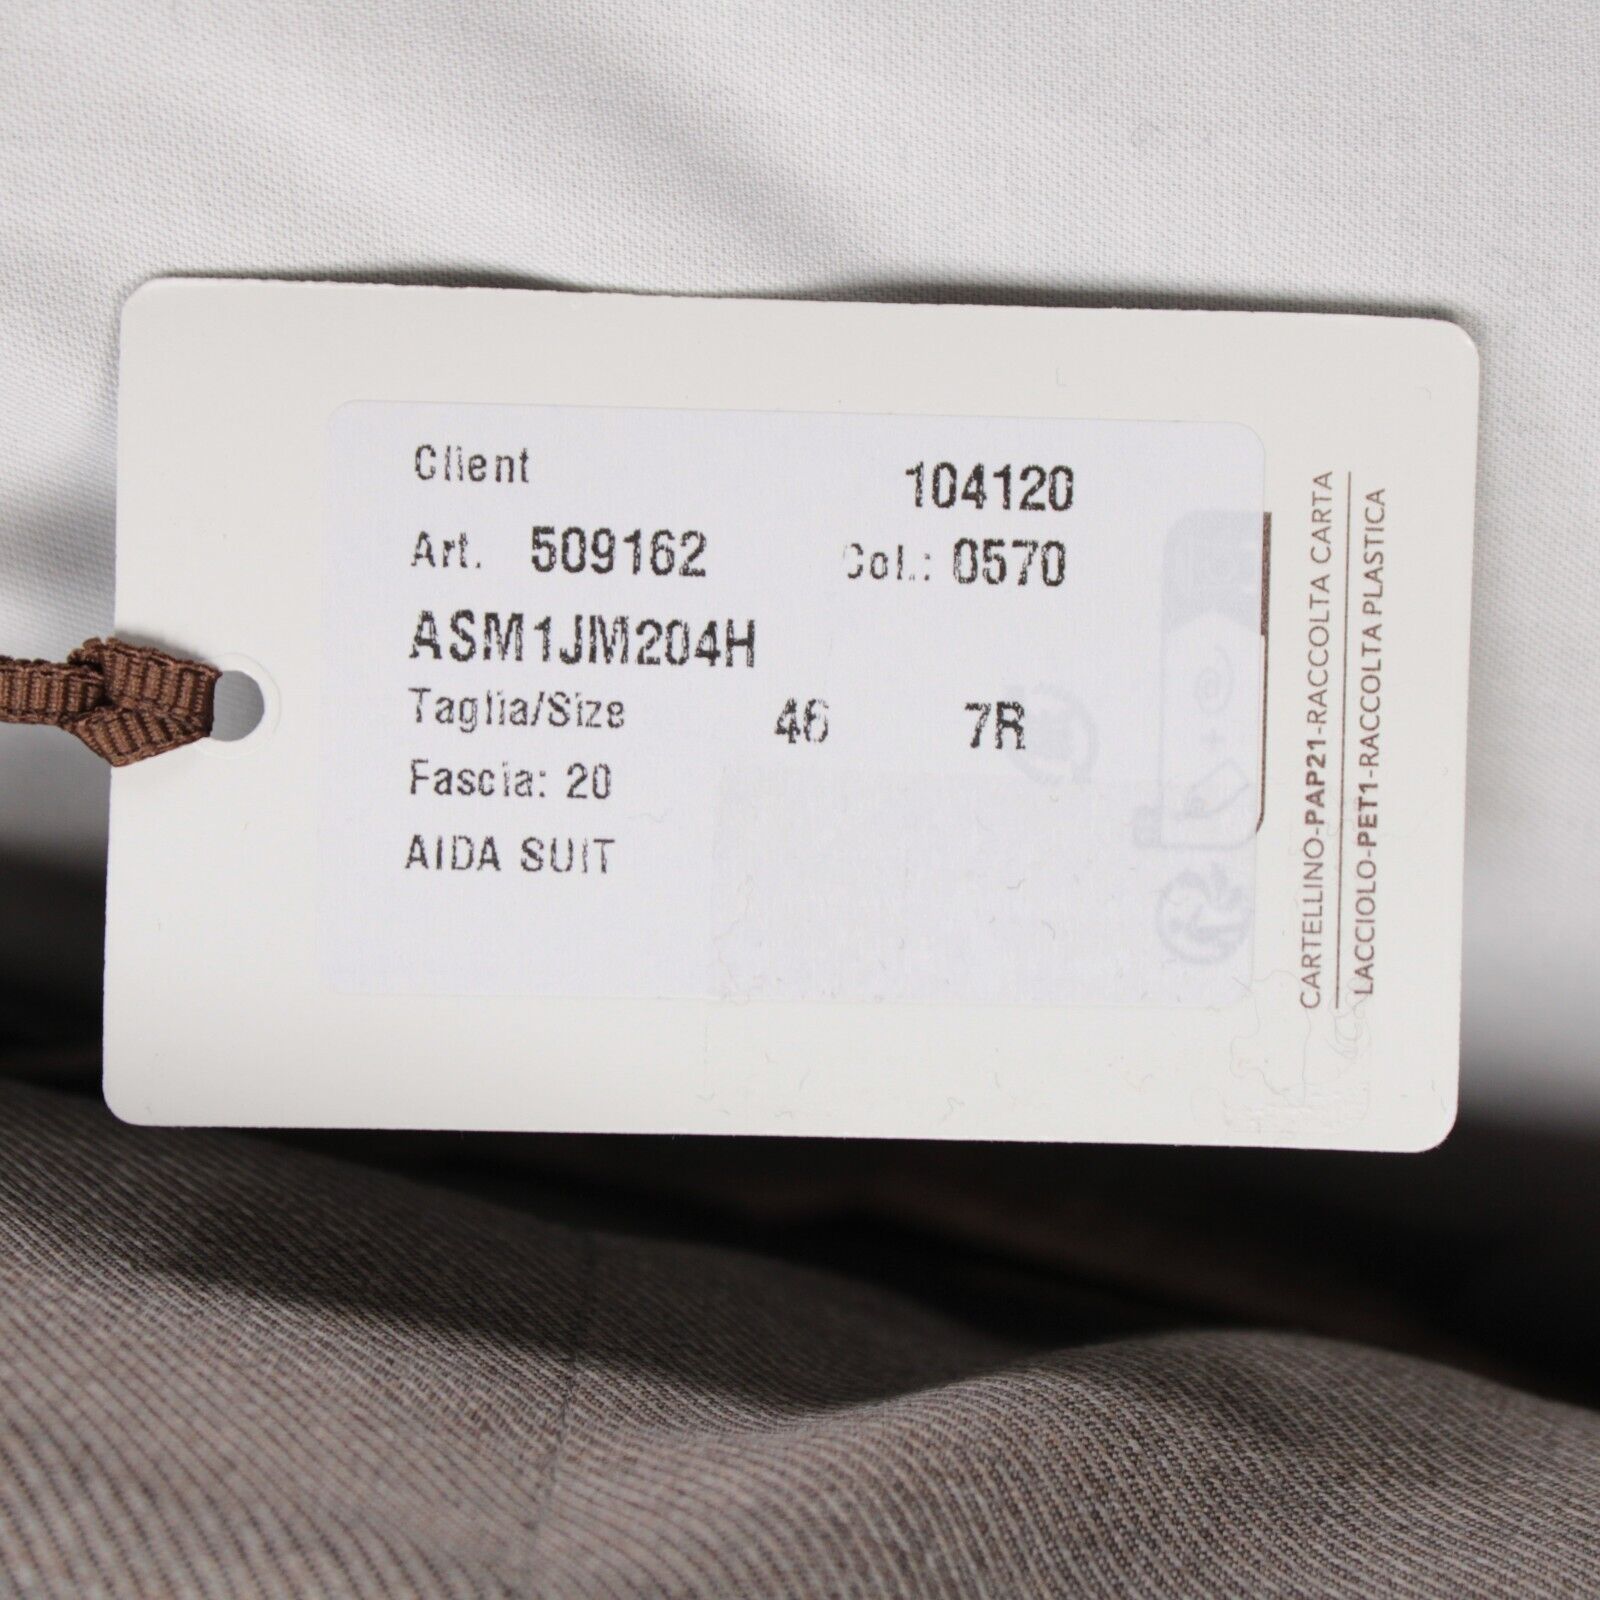 Client 104120
Art. 509162 Col.: 0570
ASM1JM204H
Taglia/Size 46 7R
Fascia: 20
AIDA SUIT
CARTELLINO-PAP21-RACCOLTA CARTA
LACCIOLO-PET1-RACCOLTA PLASTICA